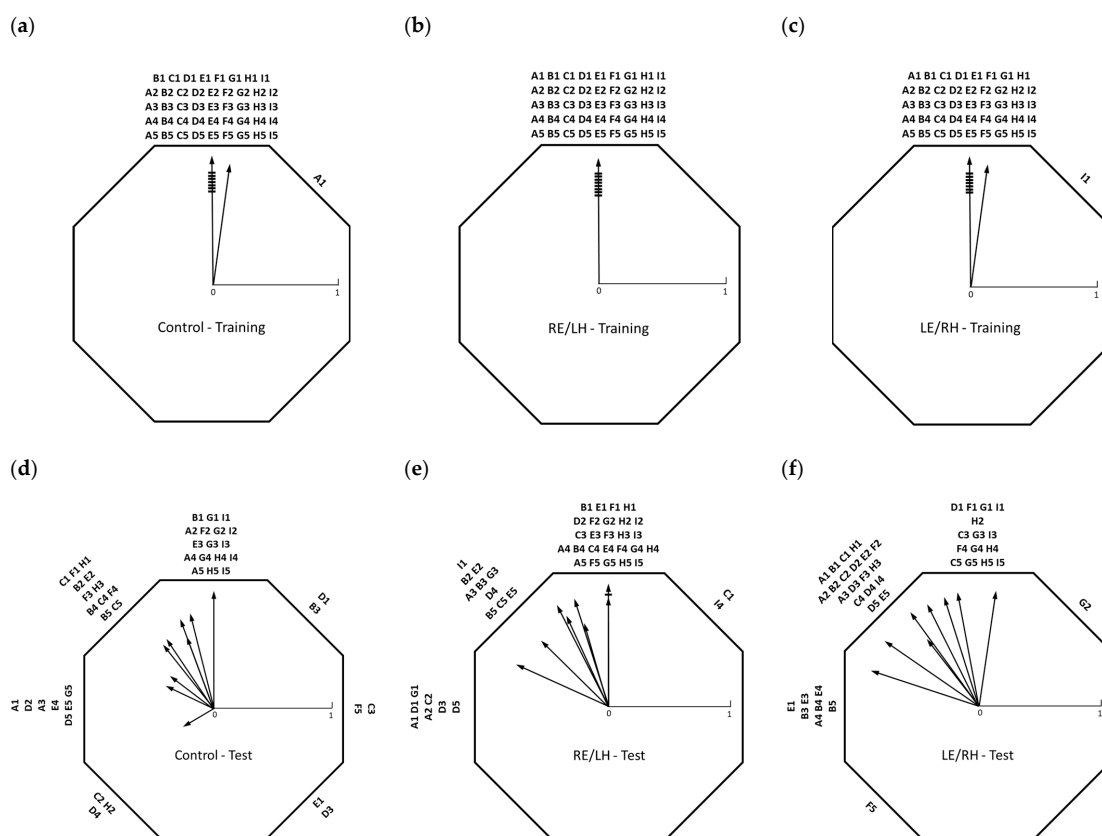 (a)
B1 C1 D1 E1 F1 G1 H1 I1
A2 B2 C2 D2 E2 F2 G2 H2 I2
A3 B3 C3 D3 E3 F3 G3 H3 I3
A4 B4 C4 D4 E4 F4 G4 H4 I4
A5 B5 C5 D5 E5 F5 G5 H5 I5
A1
0
1
Control - Training
(b)
A1 B1 C1 D1 E1 F1 G1 H1 I1
A2 B2 C2 D2 E2 F2 G2 H2 I2
A3 B3 C3 D3 E3 F3 G3 H3 I3
A4 B4 C4 D4 E4 F4 G4 H4 I4
A5 B5 C5 D5 E5 F5 G5 H5 I5
0
1
RE/LH - Training
(c)
A1 B1 C1 D1 E1 F1 G1 H1
A2 B2 C2 D2 E2 F2 G2 H2 I2
A3 B3 C3 D3 E3 F3 G3 H3 I3
A4 B4 C4 D4 E4 F4 G4 H4 I4
A5 B5 C5 D5 E5 F5 G5 H5 I5
I1
0
1
LE/RH - Training
(d)
B1 G1 I1
A2 F2 G2 I2
E3 G3 I3
A4 G4 H4 I4
A5 H5 I5
C1 F1 H1
B2 E2
F3 H3
B4 C4 F4
B5 C5
D1
B3
A1
D2
A3
E4
D5 E5 G5
C3
F5
0
1
Control - Test
C2 H2
D4
E1
D3
(e)
B1 E1 F1 H1
D2 F2 G2 H2 I2
C3 E3 F3 H3 I3
A4 B4 C4 E4 F4 G4 H4
A5 F5 G5 H5 I5
I1
B2 E2
A3 B3 G3
D4
B5 C5 E5
C1
I4
A1 D1 G1
A2 C2
D3
D5
0
1
RE/LH - Test
(f)
D1 F1 G1 I1
H2
C3 G3 I3
F4 G4 H4
C5 G5 H5 I5
A1 B1 C1 H1
A2 B2 C2 D2 E2 F2
A3 D3 F3 H3
C4 D4 I4
D5 E5
G2
E1
B3 E3
A4 B4 E4
B5
0
1
LE/RH - Test
F5